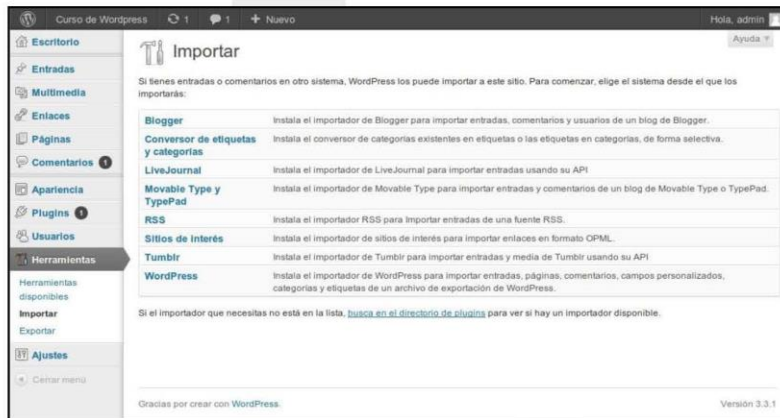 Curso de Wordpress 1 1 + Nuevo Hola, admin
Escritorio
Entradas
Multimedia
Enlaces
Páginas
Comentarios 1
Apariencia
Plugins 1
Usuarios
Herramientas
Herramientas
disponibles
Importar
Exportar
Ajustes
Cerrar menú
Ayuda
Importar
Si tienes entradas o comentarios en otro sistema, WordPress los puede importar a este sitio. Para comenzar, elige el sistema desde el que los
importarás:
Blogger Instala el importador de Blogger para importar entradas, comentarios y usuarios de un blog de Blogger.
Conversor de etiquetas Instala el conversor de categorías existentes en etiquetas o las etiquetas en categorías, de forma selectiva.
y categorías
LiveJournal Instala el importador de LiveJournal para importar entradas usando su API
Movable Type y Instala el importador de Movable Type para importar entradas y comentarios de un blog de Movable Type o TypePad.
TypePad
RSS Instala el importador RSS para Importar entradas de una fuente RSS.
Sitios de interés Instala el importador de sitios de interés para importar enlaces en formato OPML.
Tumblr Instala el importador de Tumblr para importar entradas y media de Tumblr usando su API
WordPress Instala el importador de WordPress para importar entradas, páginas, comentarios, campos personalizados,
categorías y etiquetas de un archivo de exportación de WordPress.
Si el importador que necesitas no está en la lista, busca en el directorio de plugins para ver si hay un importador disponible.
Gracias por crear con WordPress. Versión 3.3.1